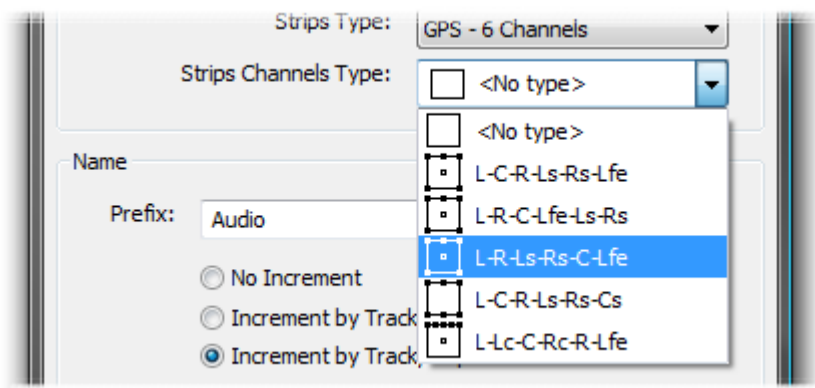 Strips Type: GPS - 6 Channels
Strips Channels Type: <No type>
<No type>
Name
L-C-R-Ls-Rs-Lfe
Prefix: Audio
L-R-C-Lfe-Ls-Rs
L-R-Ls-Rs-C-Lfe
No Increment
L-C-R-Ls-Rs-Cs
Increment by Track
L-Lc-C-Rc-R-Lfe
Increment by Track,